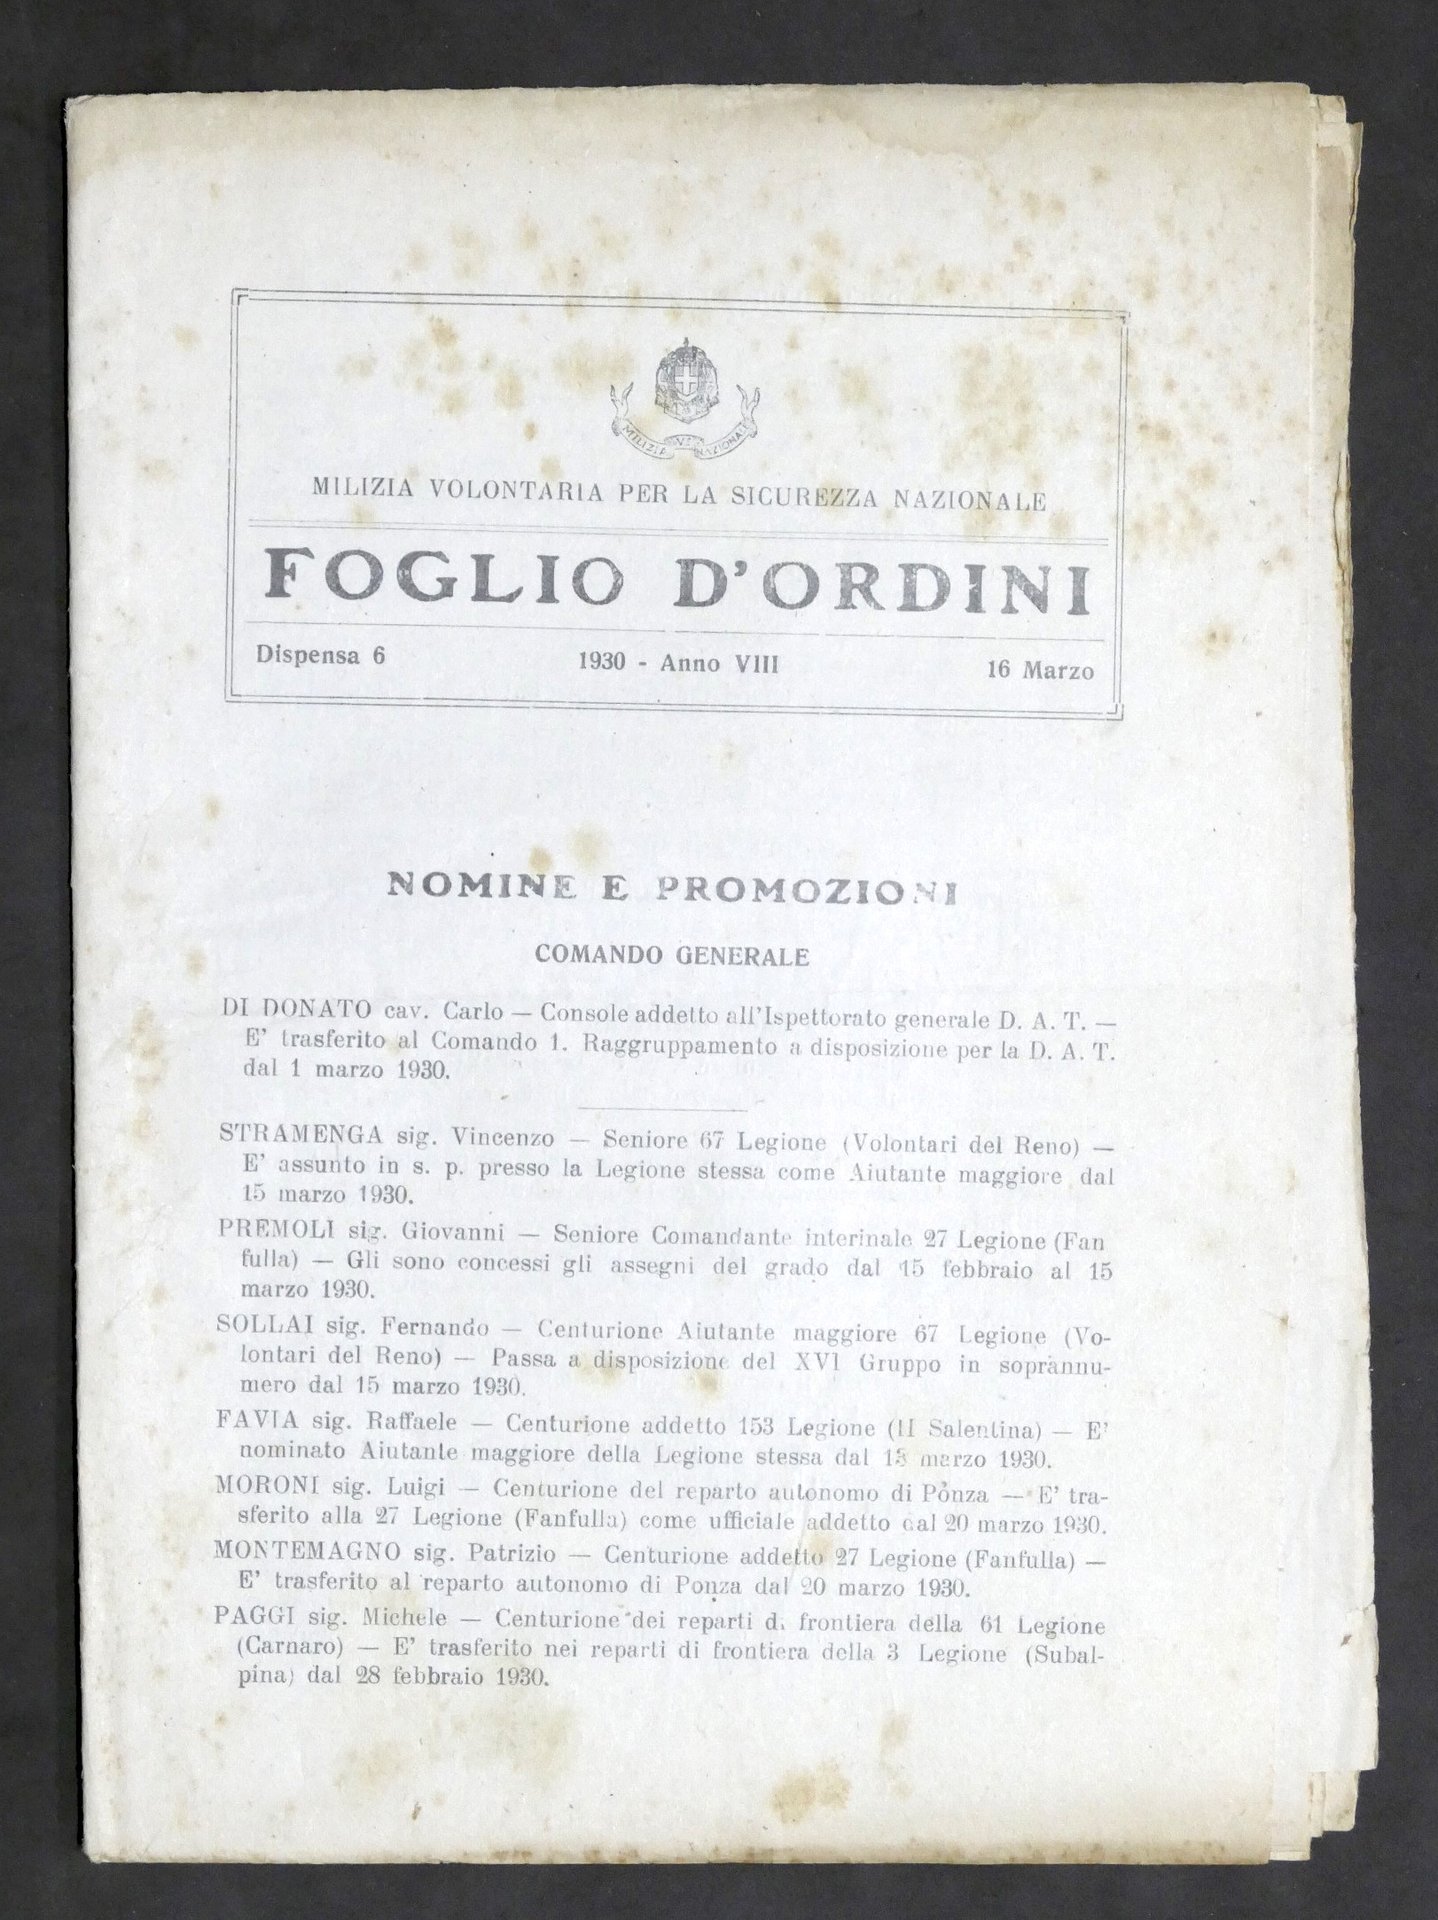 MILIZIA V. NAZIONALE
MILIZIA VOLONTARIA PER LA SICUREZZA NAZIONALE
FOGLIO D'ORDINI
Dispensa 6 1930 - Anno VIII 16 Marzo
NOMINE E PROMOZIONI
COMANDO GENERALE
DI DONATO cav. Carlo — Console addetto all'Ispettorato generale D. A. T. —
E' trasferito al Comando 1. Raggruppamento a disposizione per la D. A. T.
dal 1 marzo 1930.
STRAMENGA sig. Vincenzo — Seniore 67 Legione (Volontari del Reno) —
E' assunto in s. p. presso la Legione stessa come Aiutante maggiore dal
15 marzo 1930.
PREMOLI sig. Giovanni — Seniore Comandante interinale 27 Legione (Fan
fulla) — Gli sono concessi gli assegni del grado dal 15 febbraio al 15
marzo 1930.
SOLLAI sig. Fernando — Centurione Aiutante maggiore 67 Legione (Vo-
lontari del Reno) — Passa a disposizione del XVI Gruppo in soprannu-
mero dal 15 marzo 1930.
FAVIA sig. Raffaele — Centurione addetto 153 Legione (II Salentina) — E'
nominato Aiutante maggiore della Legione stessa dal marzo 1930.
MORONI sig. Luigi — Centurione del reparto autonomo di Ponza — E' tra-
sferito alla 27 Legione (Fanfulla) come ufficiale addetto dal 20 marzo 1930.
MONTEMAGNO sig. Patrizio — Centurione addetto 27 Legione (Fanfulla) —
E' trasferito al reparto autonomo di Ponza dal 20 marzo 1930.
PAGGI sig. Michele — Centurione dei reparti di frontiera della 61 Legione
(Carnaro) — E' trasferito nei reparti di frontiera della 3 Legione (Subal-
pina) dal 28 febbraio 1930.